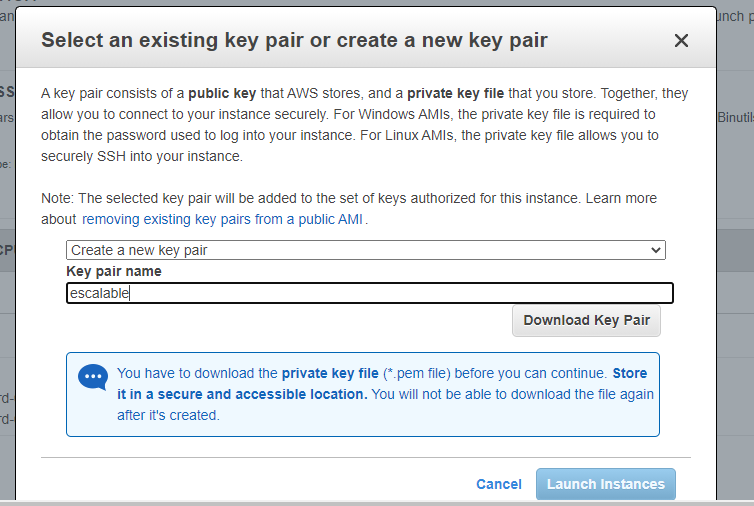 Select an existing key pair or create a new key pair
A key pair consists of a public key that AWS stores, and a private key file that you store. Together, they
allow you to connect to your instance securely. For Windows AMIs, the private key file is required to
obtain the password used to log into your instance. For Linux AMIs, the private key file allows you to
securely SSH into your instance.
Note: The selected key pair will be added to the set of keys authorized for this instance. Learn more
about removing existing key pairs from a public AMI.
Create a new key pair
Key pair name
escalable
Download Key Pair
You have to download the private key file (*.pem file) before you can continue. Store
it in a secure and accessible location. You will not be able to download the file again
after it's created.
Cancel
Launch Instances